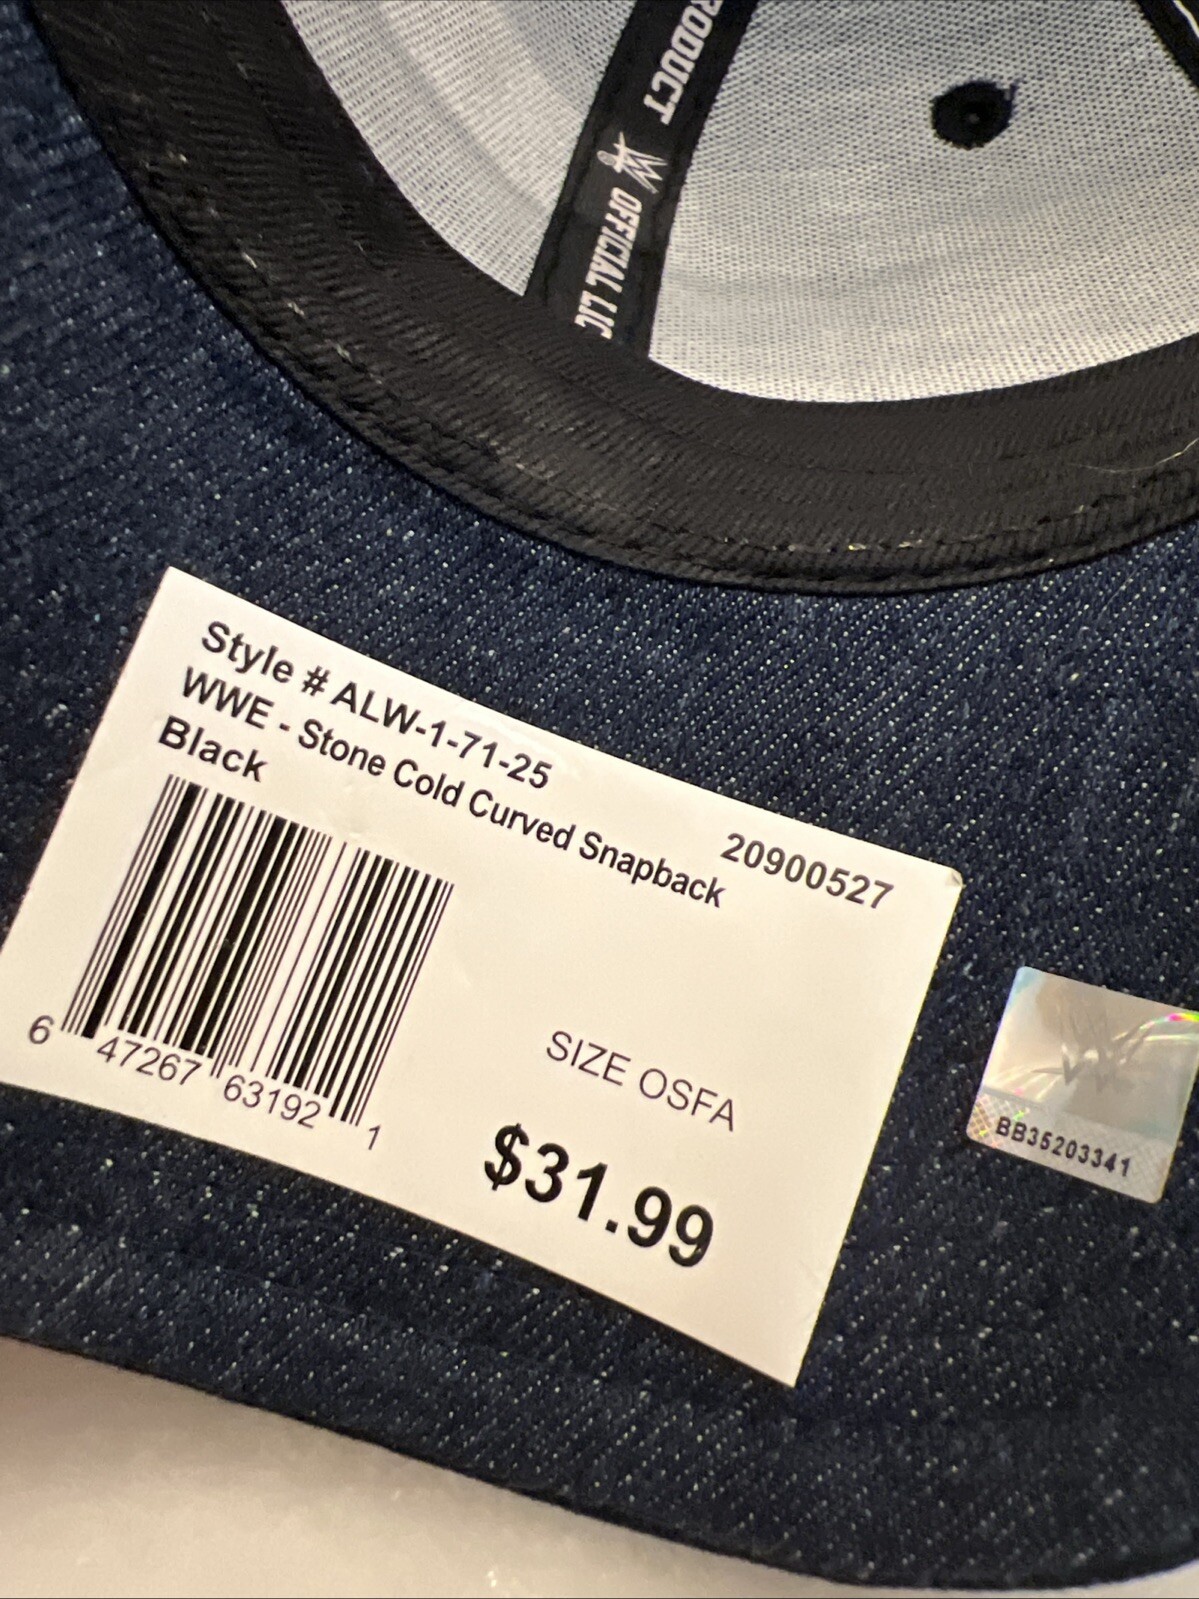 RODUCT
OFFICIAL LIC
Style # ALW-1-71-25
WWE - Stone Cold Curved Snapback
Black
20900527
6 47267 63192 1
SIZE OSFA
$31.99
BB35203341